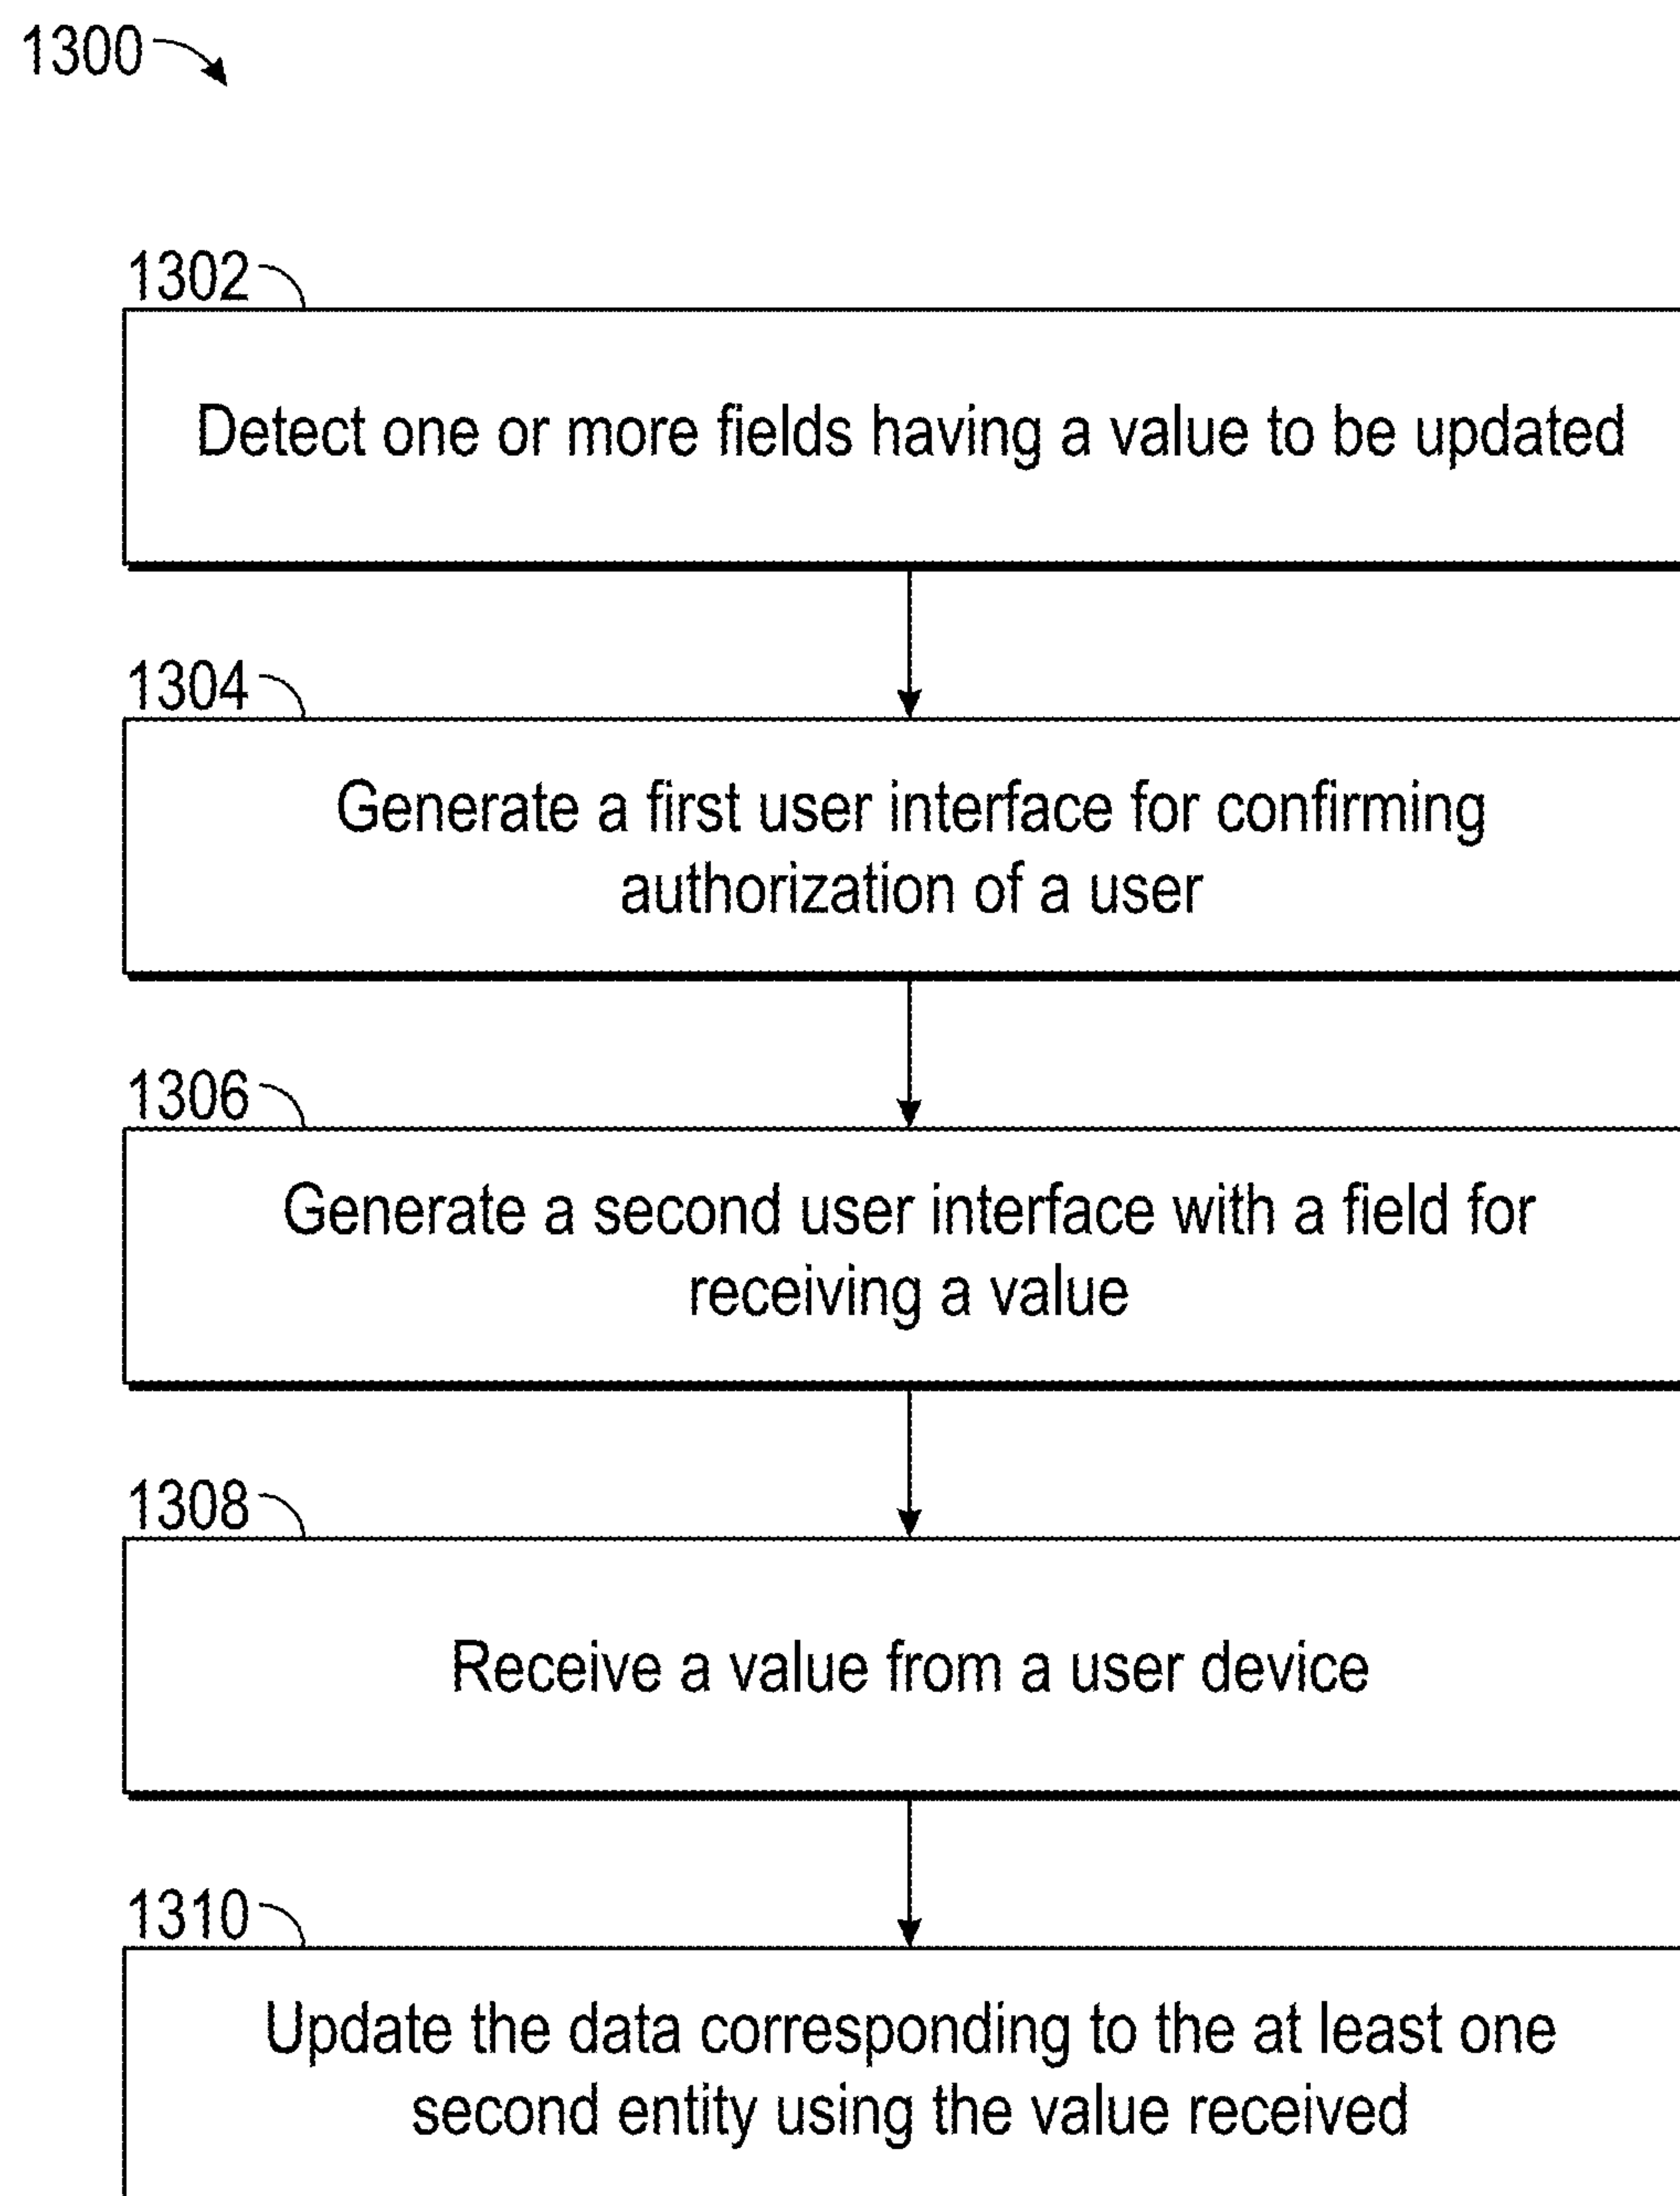 1300
1302
Detect one or more fields having a value to be updated
1304
Generate a first user interface for confirming
authorization of a user
1306
Generate a second user interface with a field for
receiving a value
1308
Receive a value from a user device
1310
Update the data corresponding to the at least one
second entity using the value received